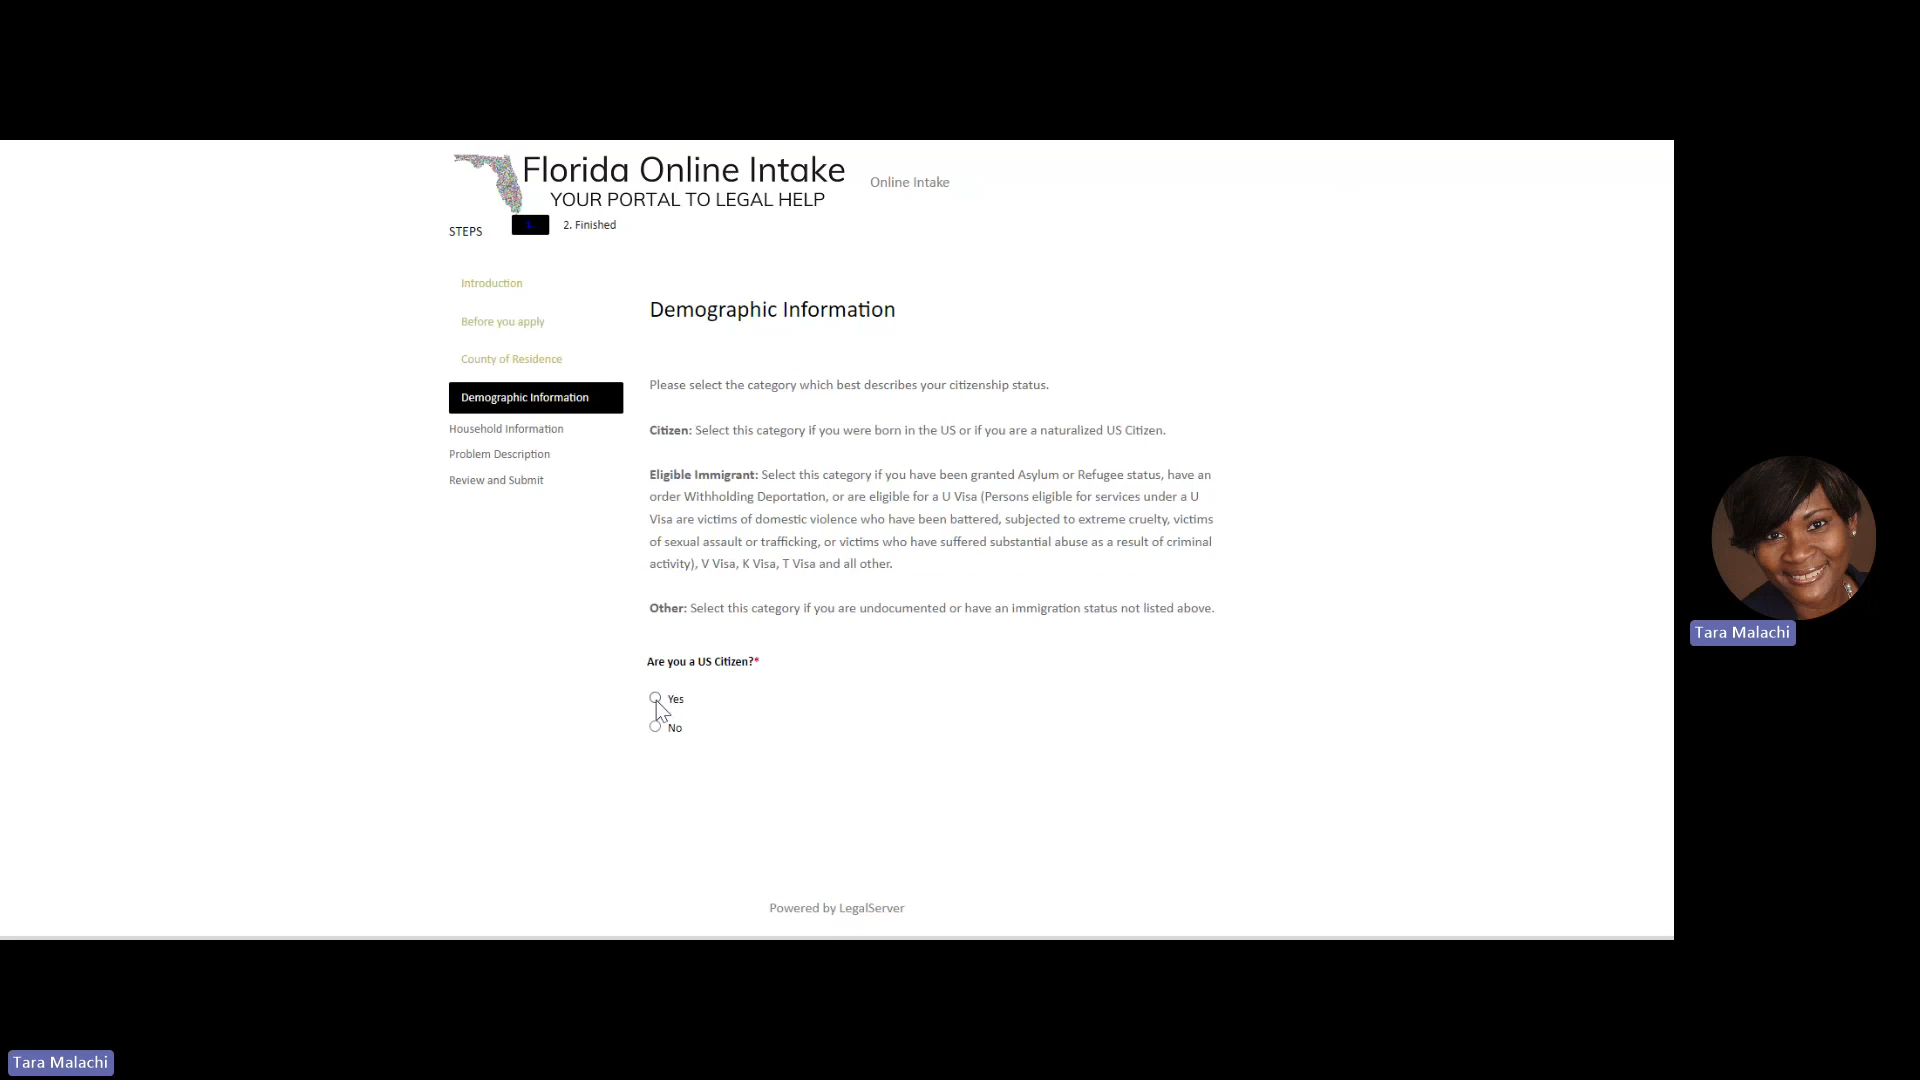 Florida Online Intake
YOUR PORTAL TO LEGAL HELP
Online Intake
STEPS
2. Finished
Introduction
Before you apply
County of Residence
Demographic Information
Household Information
Problem Description
Review and Submit
Demographic Information
Please select the category which best describes your citizenship status.
Citizen: Select this category if you were born in the US or if you are a naturalized US Citizen.
Eligible Immigrant: Select this category if you have been granted Asylum or Refugee status, have an
order Withholding Deportation, or are eligible for a U Visa (Persons eligible for services under a U
Visa are victims of domestic violence who have been battered, subjected to extreme cruelty, victims
of sexual assault or trafficking, or victims who have suffered substantial abuse as a result of criminal
activity), V Visa, K Visa, T Visa and all other.
Other: Select this category if you are undocumented or have an immigration status not listed above.
Are you a US Citizen?*
Yes
No
Powered by LegalServer
Tara Malachi
Tara Malachi